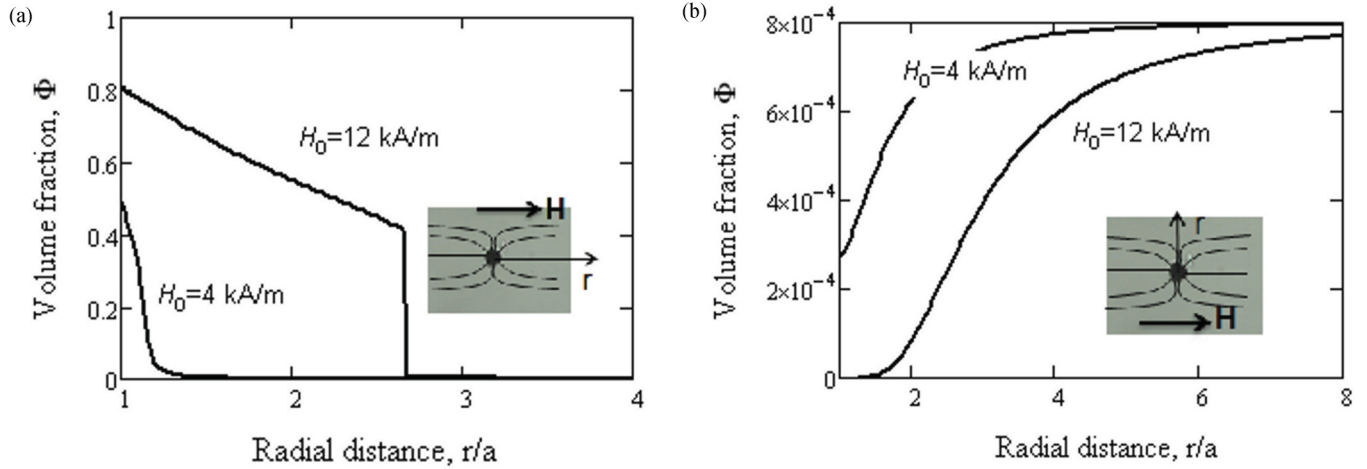 (a)
1
0.8
0.6
0.4
0.2
0
Volume fraction, Φ
H₀=12 kA/m
H₀=4 kA/m
H
r
1
2
3
4
Radial distance, r/a
(b)
8×10⁻⁴
6×10⁻⁴
4×10⁻⁴
2×10⁻⁴
0
Volume fraction, Φ
H₀=4 kA/m
H₀=12 kA/m
r
H
2
4
6
8
Radial distance, r/a